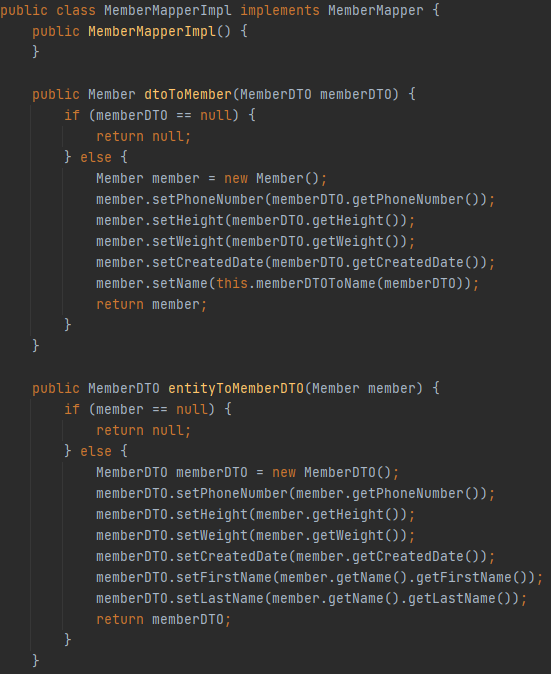 public class MemberMapperImpl implements MemberMapper {
    public MemberMapperImpl() {
    }

    public Member dtoToMember(MemberDTO memberDTO) {
        if (memberDTO == null) {
            return null;
        } else {
            Member member = new Member();
            member.setPhoneNumber(memberDTO.getPhoneNumber());
            member.setHeight(memberDTO.getHeight());
            member.setWeight(memberDTO.getWeight());
            member.setCreatedDate(memberDTO.getCreatedDate());
            member.setName(this.memberDTOToName(memberDTO));
            return member;
        }
    }

    public MemberDTO entityToMemberDTO(Member member) {
        if (member == null) {
            return null;
        } else {
            MemberDTO memberDTO = new MemberDTO();
            memberDTO.setPhoneNumber(member.getPhoneNumber());
            memberDTO.setHeight(member.getHeight());
            memberDTO.setWeight(member.getWeight());
            memberDTO.setCreatedDate(member.getCreatedDate());
            memberDTO.setFirstName(member.getName().getFirstName());
            memberDTO.setLastName(member.getName().getLastName());
            return memberDTO;
        }
    }